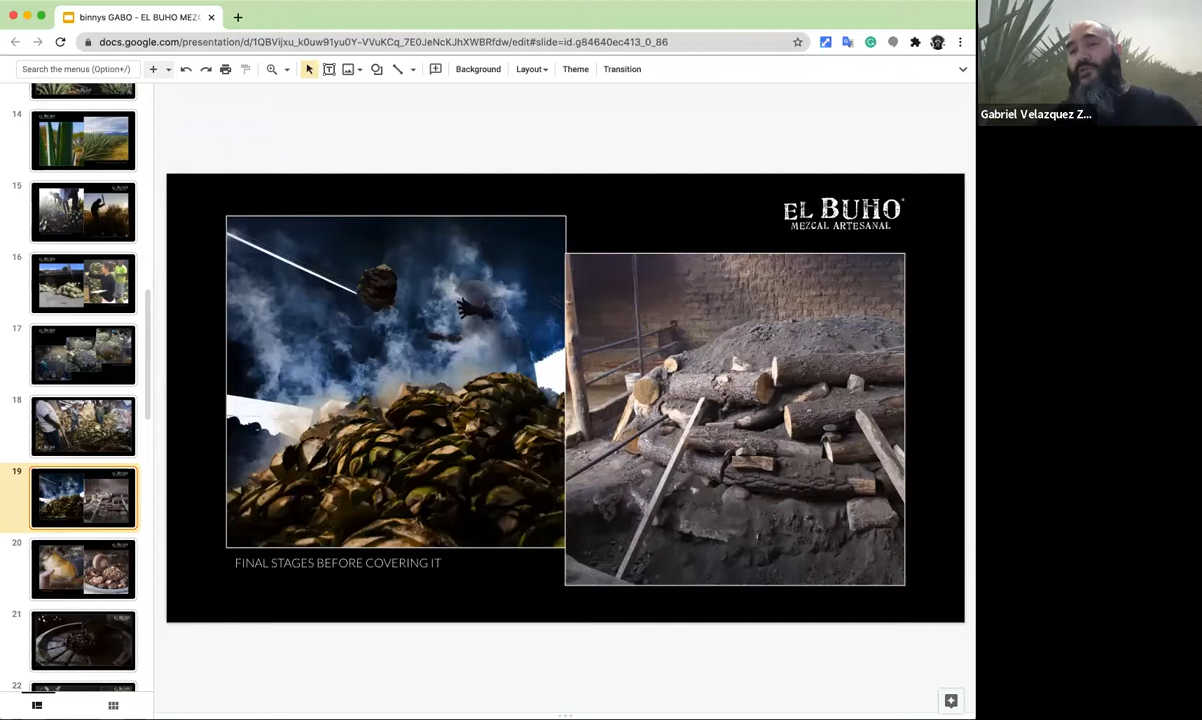 binnys GABO - EL BUHO MEZC
docs.google.com/presentation/d/1QBVijxu_k0uw91yu0Y-VVuKCq_7E0JeNcKJhXWBRfdw/edit#slide=id.g84640ec413_0_86
Search the menus (Option+/)
Background
Layout
Theme
Transition
Gabriel Velazquez Z...
14
15
16
17
18
19
20
21
22
EL BUHO
MEZCAL ARTESANAL
FINAL STAGES BEFORE COVERING IT